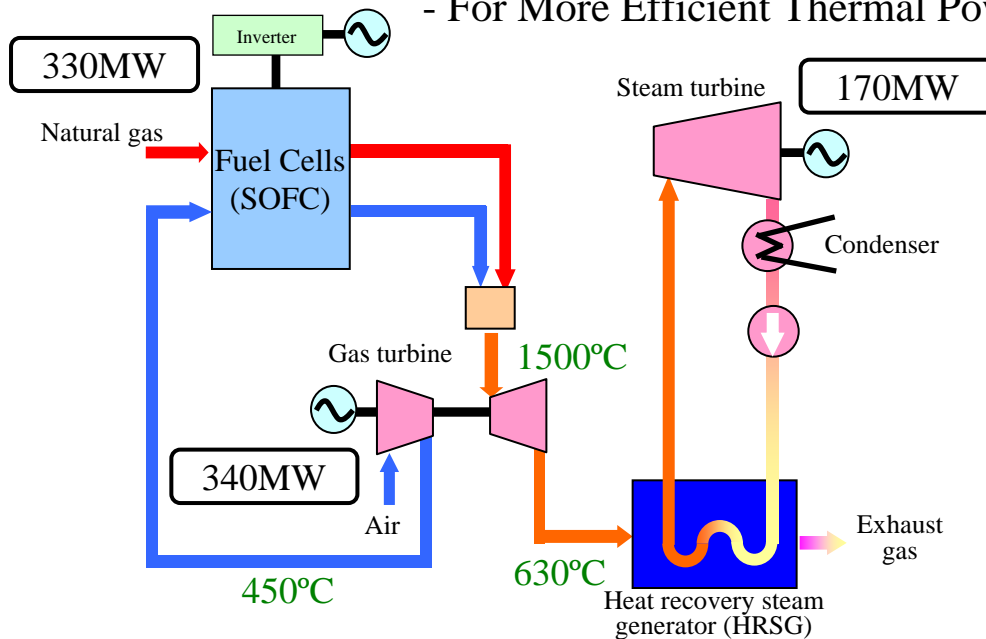 - For More Efficient Thermal Pow
Inverter
330MW
Steam turbine
170MW
Natural gas
Fuel Cells
(SOFC)
Condenser
Gas turbine
1500ºC
340MW
Air
Exhaust
gas
450ºC
630ºC
Heat recovery steam
generator (HRSG)